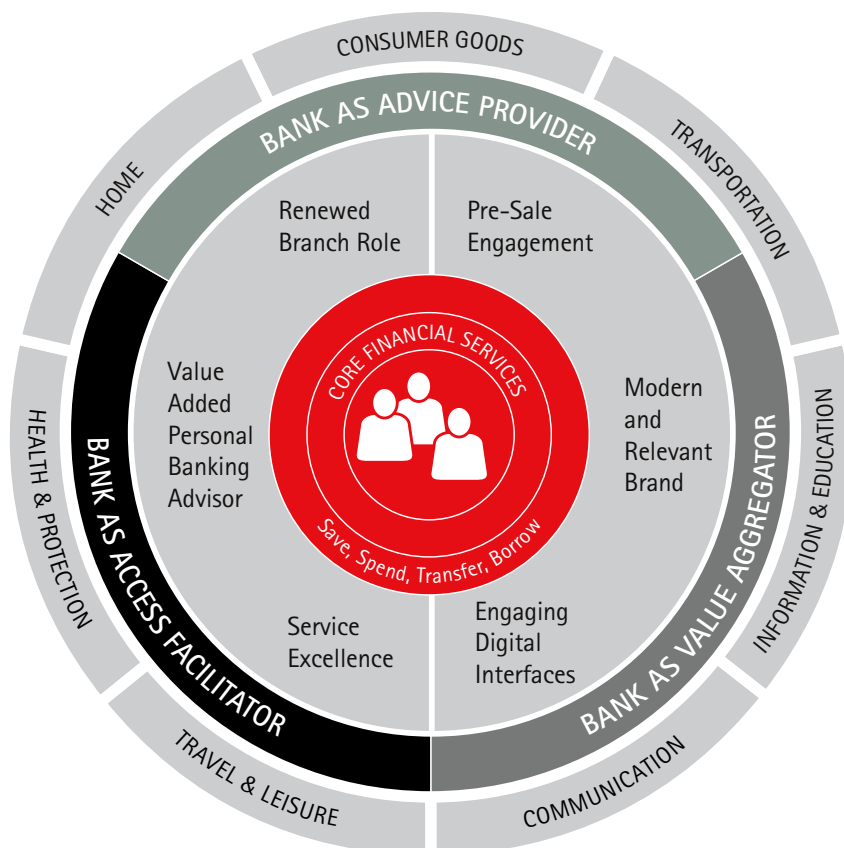 CONSUMER GOODS
TRANSPORTATION
INFORMATION & EDUCATION
COMMUNICATION
TRAVEL & LEISURE
HEALTH & PROTECTION
HOME
BANK AS ADVICE PROVIDER
BANK AS VALUE AGGREGATOR
BANK AS ACCESS FACILITATOR
Renewed
Branch Role
Pre-Sale
Engagement
Value
Added
Personal
Banking
Advisor
Modern
and
Relevant
Brand
Service
Excellence
Engaging
Digital
Interfaces
CORE FINANCIAL SERVICES
Save, Spend, Transfer, Borrow